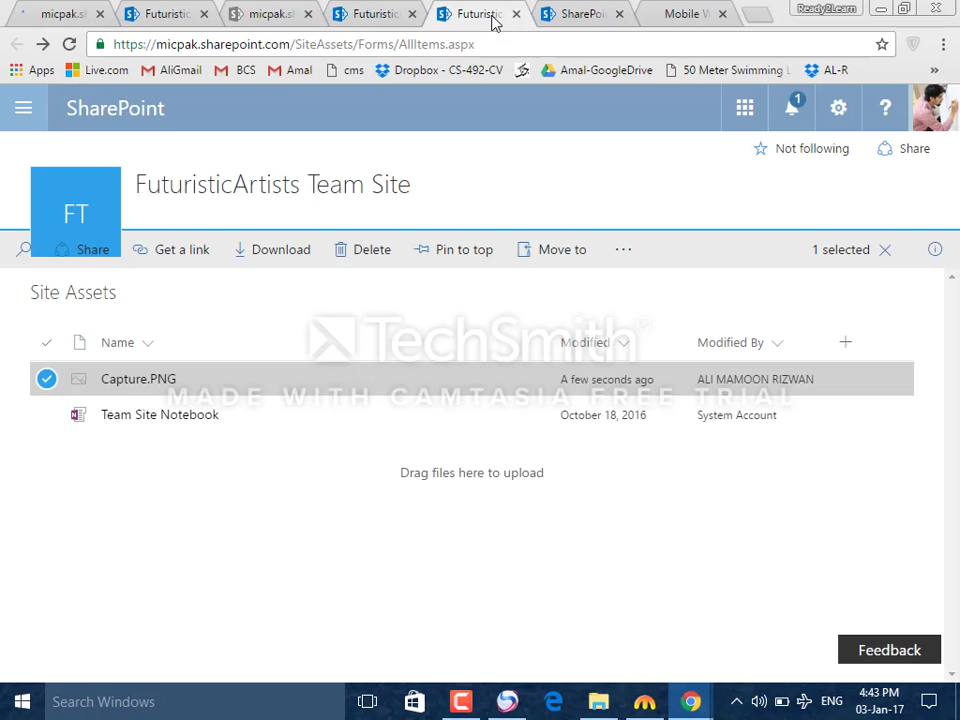 micpak.s
Futuristic
micpak.s
Futuristic
Futuristic
SharePoi
Mobile
Ready2Learn
https://micpak.sharepoint.com/SiteAssets/Forms/AllItems.aspx
Apps Live.com AliGmail BCS Amal cms Dropbox - CS-492-CV Amal-GoogleDrive 50 Meter Swimming AL-R »
SharePoint 1 ?
Not following Share
FT FuturisticArtists Team Site
Share Get a link Download Delete Pin to top Move to ... 1 selected
Site Assets
Name Modified Modified By +
Capture.PNG A few seconds ago ALI MAMOON RIZWAN
Team Site Notebook October 18, 2016 System Account
TechSmith
MADE WITH CAMTASIA FREE TRIAL
Drag files here to upload
Feedback
Search Windows ENG 4:43 PM
03-Jan-17